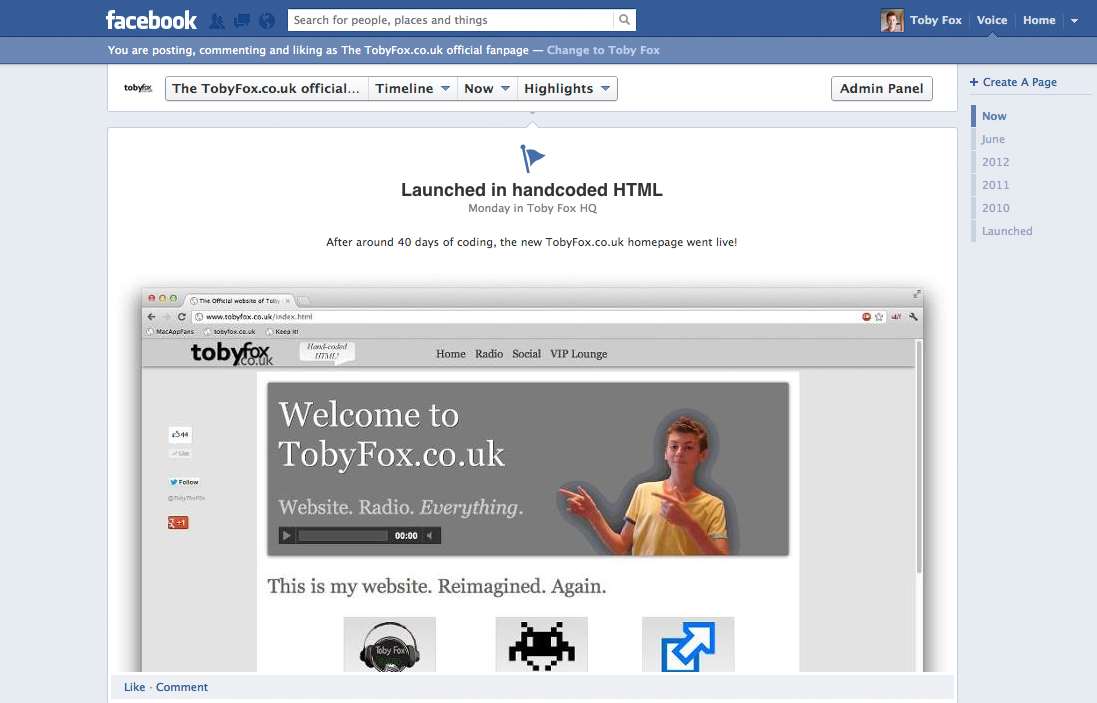 facebook
Search for people, places and things
Toby Fox
Voice
Home
You are posting, commenting and liking as The TobyFox.co.uk official fanpage — Change to Toby Fox
tobyfox
The TobyFox.co.uk official...
Timeline
Now
Highlights
Admin Panel
+ Create A Page
Now
June
2012
2011
2010
Launched
Launched in handcoded HTML
Monday in Toby Fox HQ
After around 40 days of coding, the new TobyFox.co.uk homepage went live!
The Official website of Toby
www.tobyfox.co.uk/index.html
MacAppFans
tobyfox.co.uk
Keep It!
tobyfox
.co.uk
Hand-coded
HTML!
Home
Radio
Social
VIP Lounge
Welcome to
TobyFox.co.uk
Website. Radio. Everything.
00:00
44
Like
Follow
@TobyTheFox
+1
This is my website. Reimagined. Again.
Toby Fox
Like · Comment